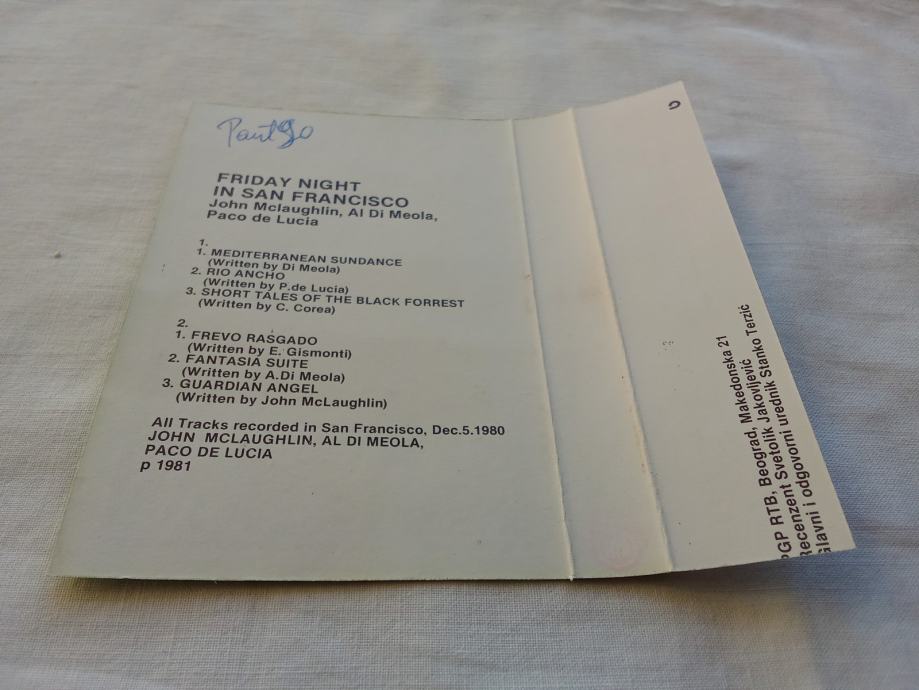 FRIDAY NIGHT
IN SAN FRANCISCO
John Mclaughlin, Al Di Meola,
Paco de Lucia
1.
1. MEDITERRANEAN SUNDANCE
(Written by Di Meola)
2. RIO ANCHO
(Written by P.de Lucia)
3. SHORT TALES OF THE BLACK FORREST
(Written by C. Corea)
2.
1. FREVO RASGADO
(Written by E. Gismonti)
2. FANTASIA SUITE
(Written by A.Di Meola)
3. GUARDIAN ANGEL
(Written by John McLaughlin)
All Tracks recorded in San Francisco, Dec.5.1980
JOHN MCLAUGHLIN, AL DI MEOLA,
PACO DE LUCIA
p 1981
PGP RTB, Beograd, Makedonska 21
Recenzent Svetolik Jakovljević
Glavni i odgovorni urednik Stanko Terzić